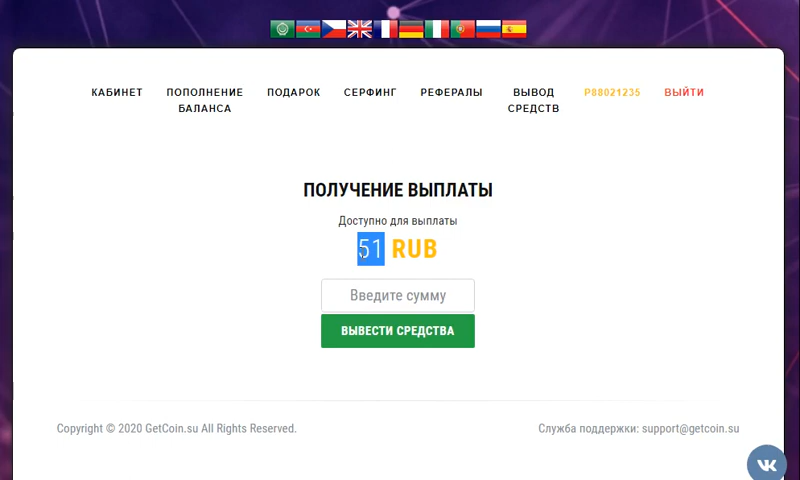 КАБИНЕТ ПОПОЛНЕНИЕ БАЛАНСА ПОДАРОК СЕРФИНГ РЕФЕРАЛЫ ВЫВОД СРЕДСТВ P88021235 ВЫЙТИ
ПОЛУЧЕНИЕ ВЫПЛАТЫ
Доступно для выплаты
51 RUB
Введите сумму
ВЫВЕСТИ СРЕДСТВА
Copyright © 2020 GetCoin.su All Rights Reserved. Служба поддержки: support@getcoin.su